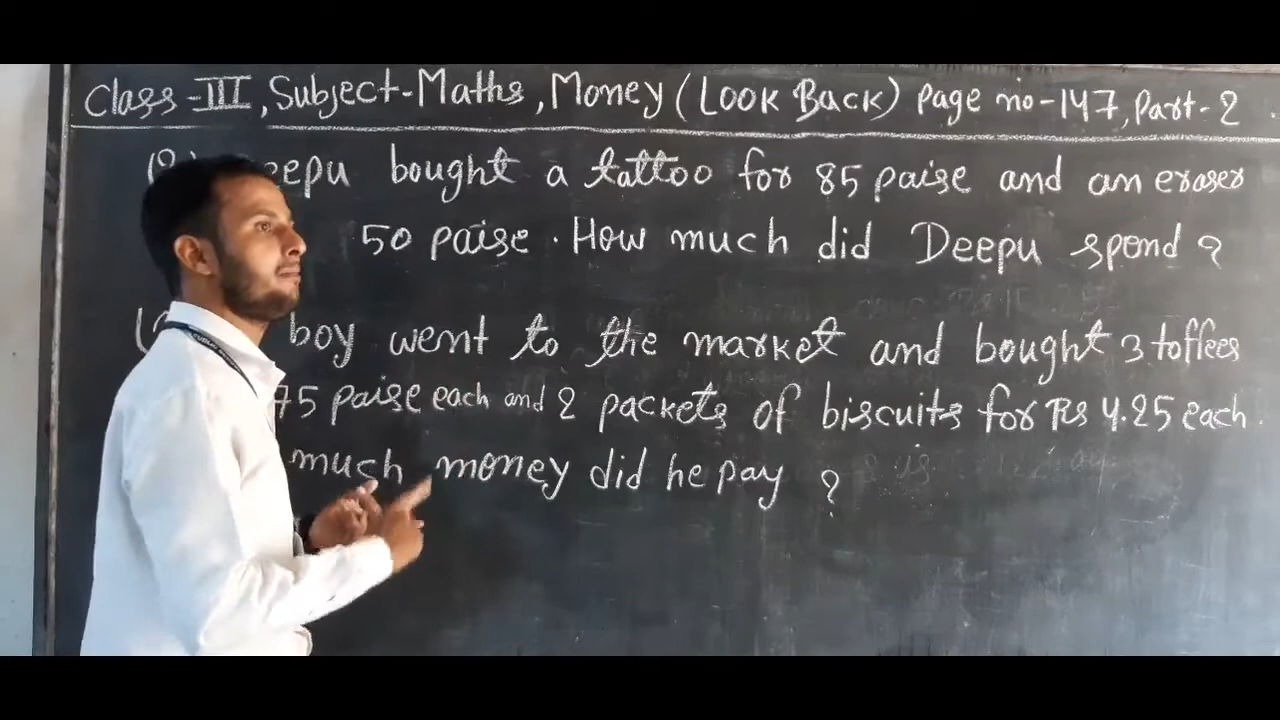 Class-III, Subject-Maths, Money (Look Back) page no-147, Part-2
Deepu bought a tattoo for 85 paise and an eraser
50 paise. How much did Deepu spend?
boy went to the market and bought 3 toffees
75 paise each and 2 packets of biscuits for Rs 4.25 each.
much money did he pay?